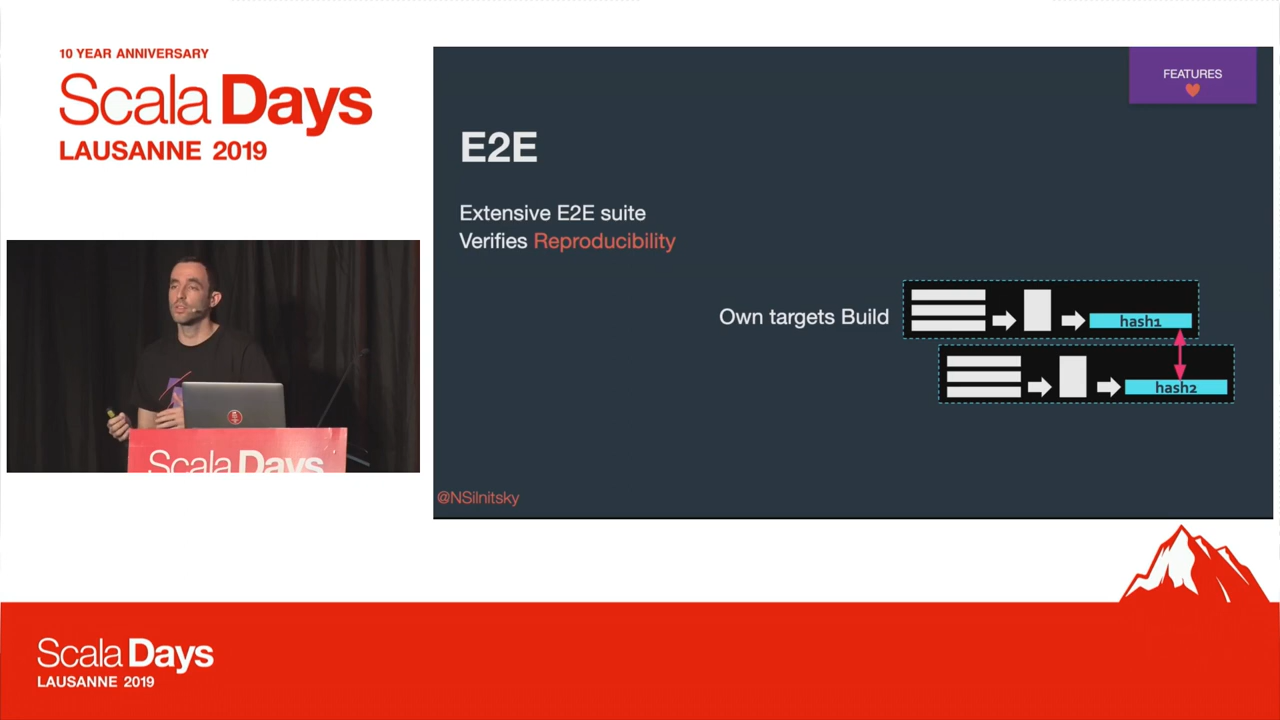 10 YEAR ANNIVERSARY
Scala Days
LAUSANNE 2019
FEATURES
E2E
Extensive E2E suite
Verifies Reproducibility
Own targets Build
hash1
hash2
@NSilnitsky
Scala Days
Scala Days
LAUSANNE 2019